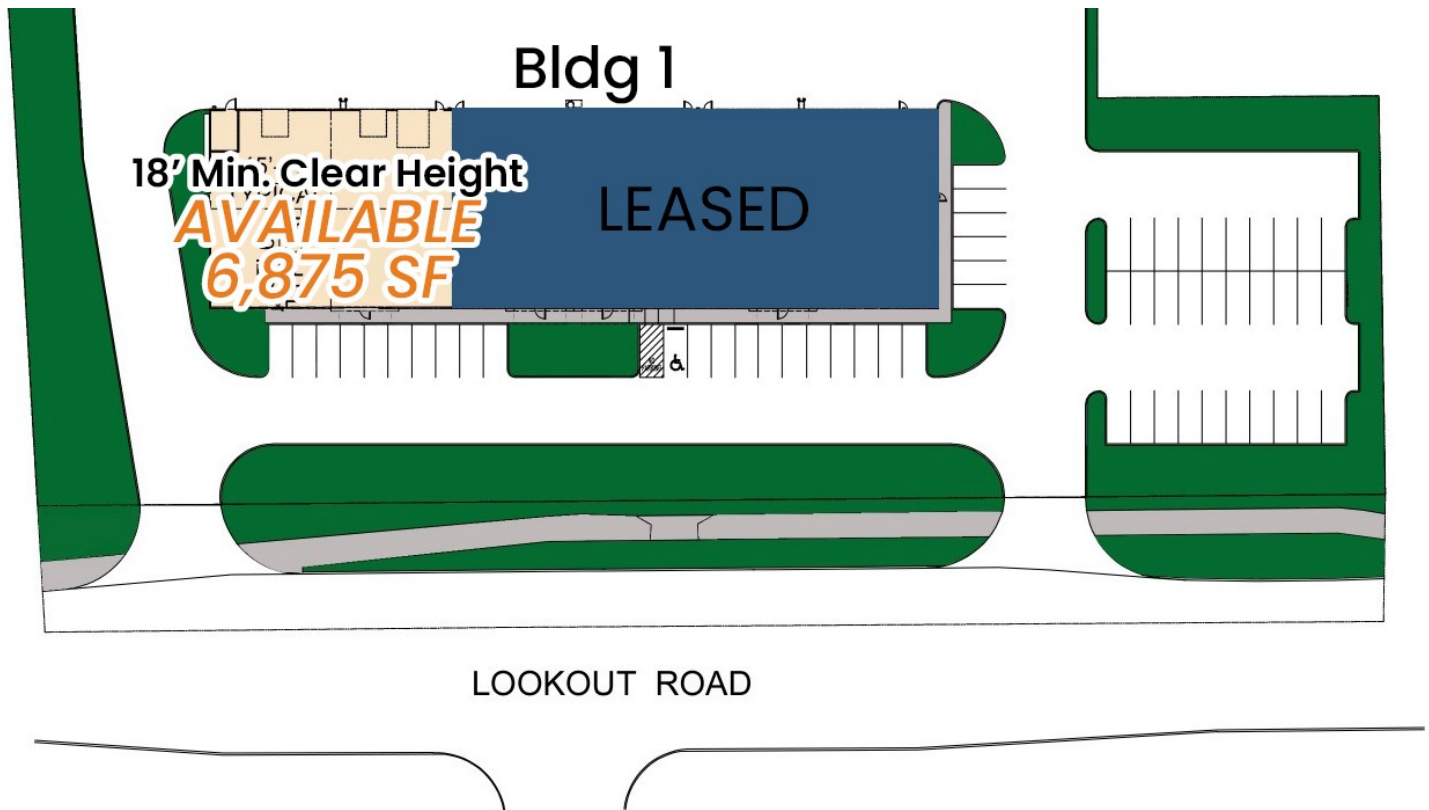 Bldg 1
18' Min. Clear Height
AVAILABLE
6,875 SF
LEASED
LOOKOUT ROAD